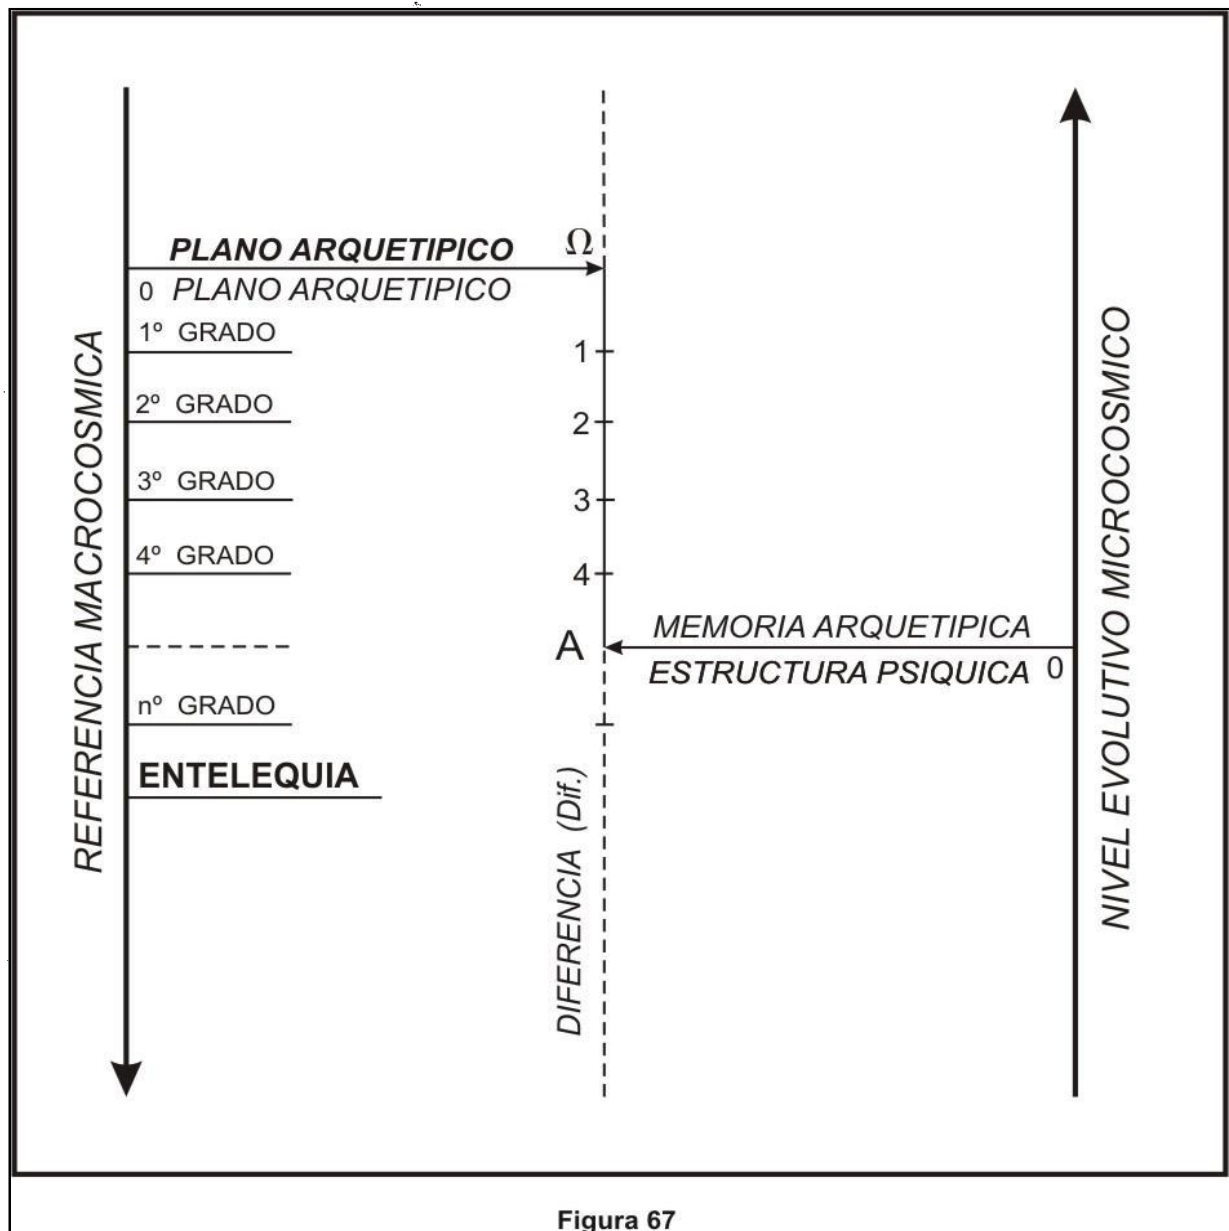 REFERENCIA MACROCOSMICA
PLANO ARQUETIPICO
0 PLANO ARQUETIPICO
1º GRADO
2º GRADO
3º GRADO
4º GRADO
nº GRADO
ENTELEQUIA
Ω
1
2
3
4
A
DIFERENCIA (Dif.)
MEMORIA ARQUETIPICA
ESTRUCTURA PSIQUICA 0
NIVEL EVOLUTIVO MICROCOSMICO
Figura 67